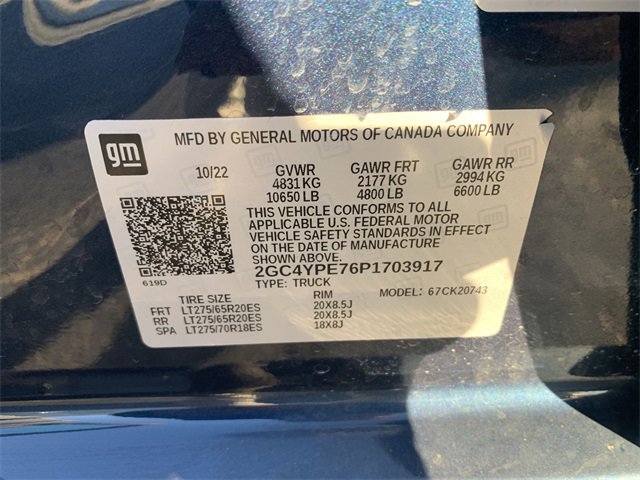 gm
MFD BY GENERAL MOTORS OF CANADA COMPANY
10/22 GVWR GAWR FRT GAWR RR
4831 KG 2177 KG 2994 KG
10650 LB 4800 LB 6600 LB
THIS VEHICLE CONFORMS TO ALL
APPLICABLE U.S. FEDERAL MOTOR
VEHICLE SAFETY STANDARDS IN EFFECT
ON THE DATE OF MANUFACTURE
SHOWN ABOVE.
619D
2GC4YPE76P1703917
TYPE: TRUCK MODEL: 67CK20743
TIRE SIZE RIM
FRT LT275/65R20ES 20X8.5J
RR LT275/65R20ES 20X8.5J
SPA LT275/70R18ES 18X8J